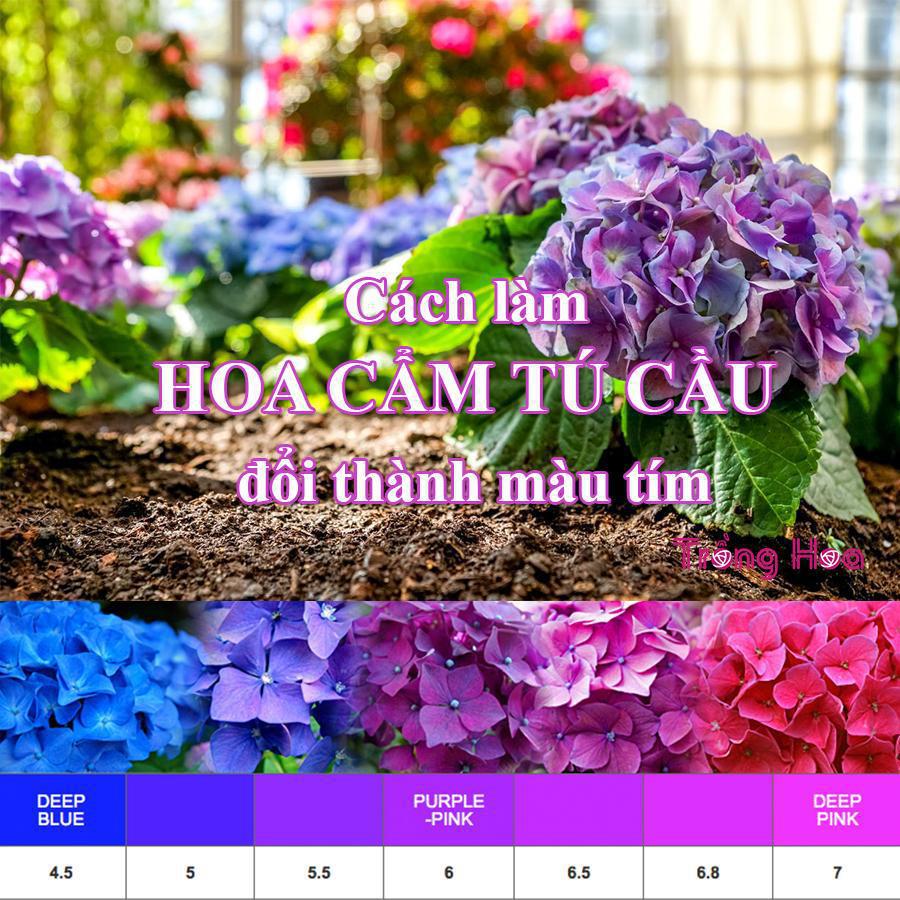 Cách làm
HOA CẨM TÚ CẦU
đổi thành màu tím
Trồng Hoa
DEEP BLUE
PURPLE -PINK
DEEP PINK
4.5 5 5.5 6 6.5 6.8 7